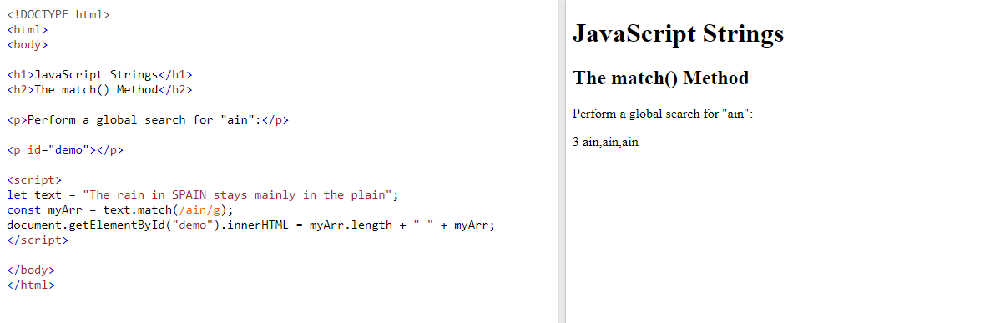 <!DOCTYPE html>
<html>
<body>
<h1>JavaScript Strings</h1>
<h2>The match() Method</h2>
<p>Perform a global search for "ain":</p>
<p id="demo"></p>
<script>
let text = "The rain in SPAIN stays mainly in the plain";
const myArr = text.match(/ain/g);
document.getElementById("demo").innerHTML = myArr.length + " " + myArr;
</script>
</body>
</html>
JavaScript Strings
The match() Method
Perform a global search for "ain":
3 ain,ain,ain